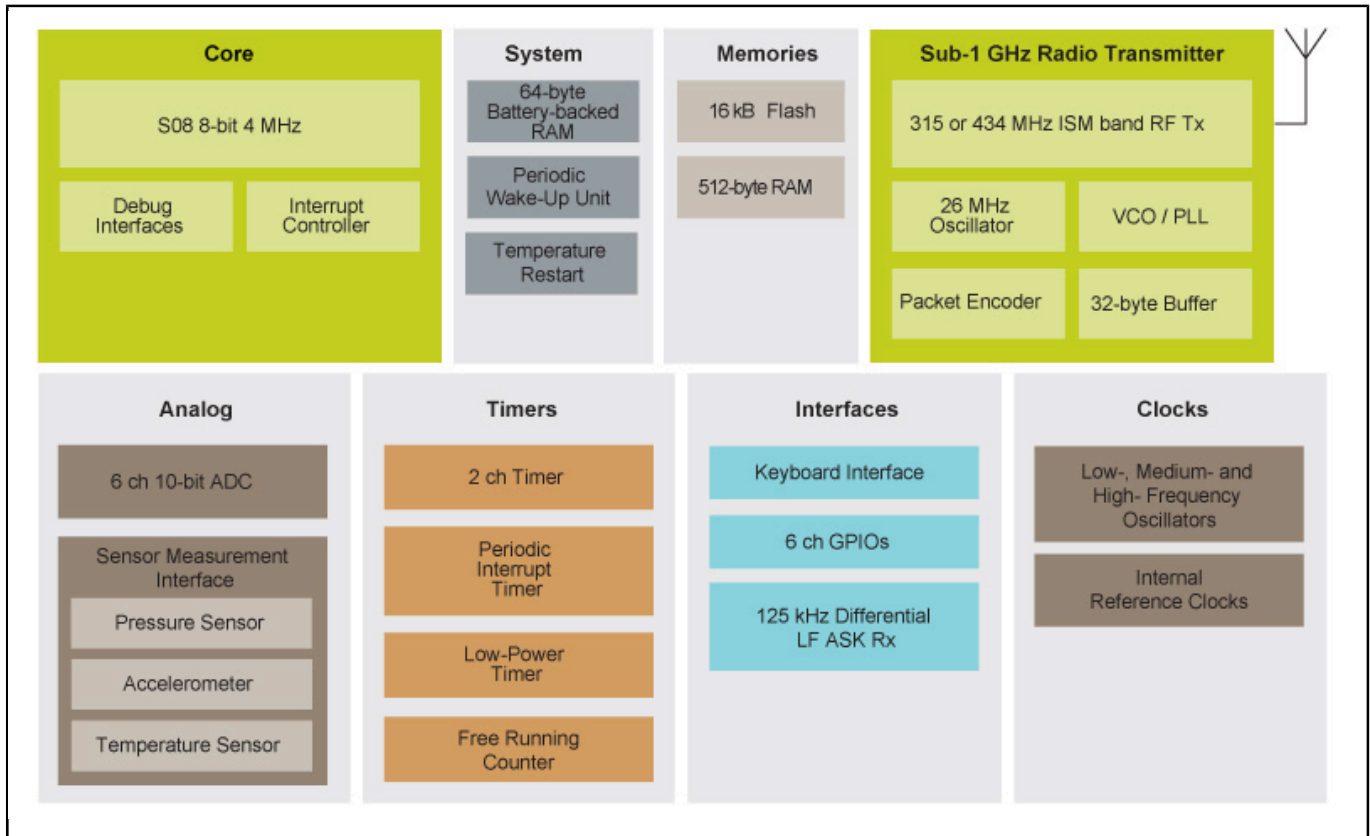 Core
S08 8-bit 4 MHz
Debug
Interfaces
Interrupt
Controller
System
64-byte
Battery-backed
RAM
Periodic
Wake-Up Unit
Temperature
Restart
Memories
16 kB Flash
512-byte RAM
Sub-1 GHz Radio Transmitter
315 or 434 MHz ISM band RF Tx
26 MHz
Oscillator
VCO / PLL
Packet Encoder
32-byte Buffer
Analog
6 ch 10-bit ADC
Sensor Measurement
Interface
Pressure Sensor
Accelerometer
Temperature Sensor
Timers
2 ch Timer
Periodic
Interrupt
Timer
Low-Power
Timer
Free Running
Counter
Interfaces
Keyboard Interface
6 ch GPIOs
125 kHz Differential
LF ASK Rx
Clocks
Low-, Medium- and
High- Frequency
Oscillators
Internal
Reference Clocks